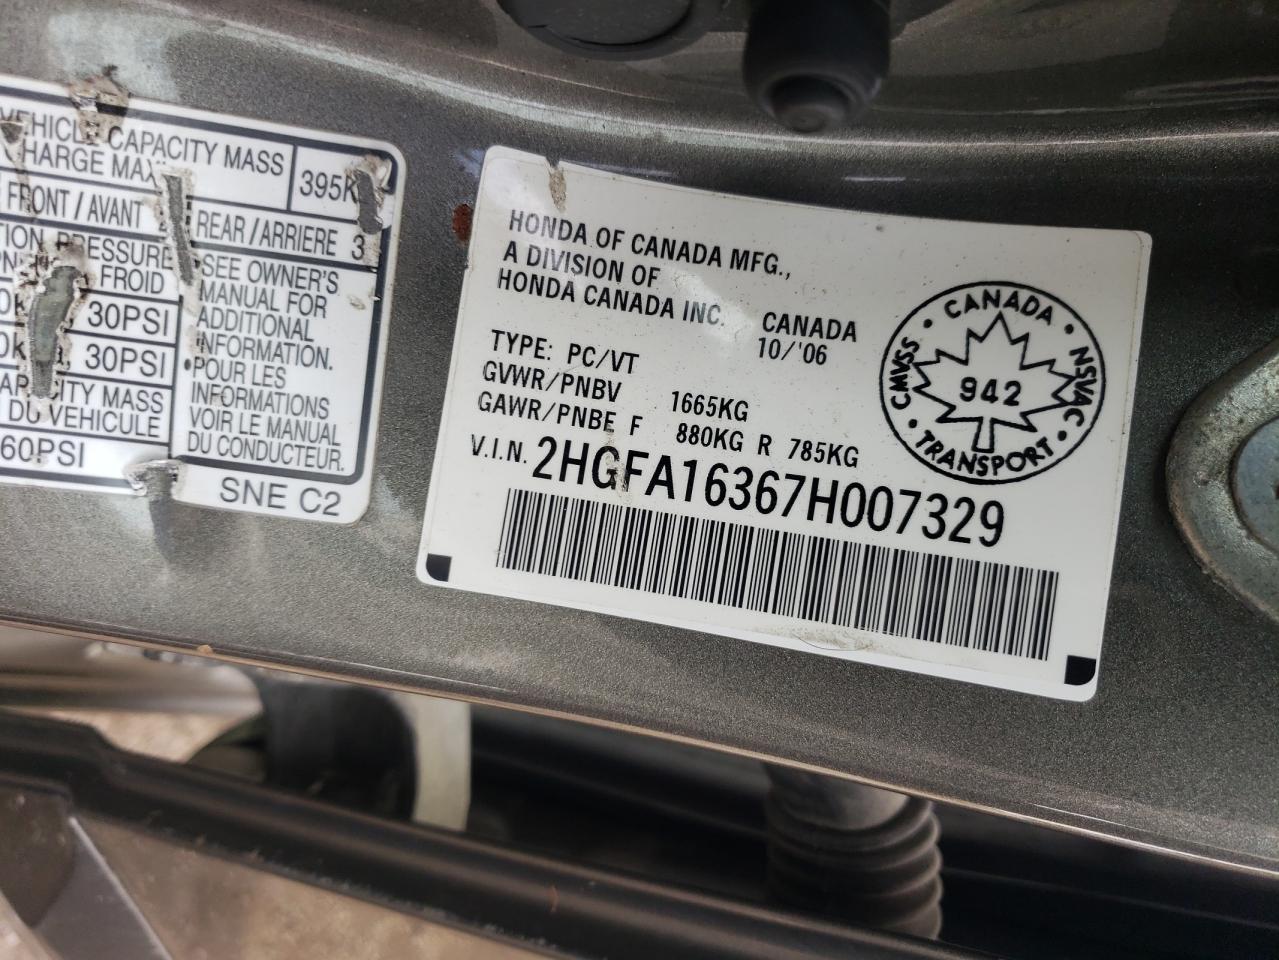 VEHICLE CAPACITY MASS
CHARGE MAXI
395K
FRONT/AVANT
REAR/ARRIERE 3
PRESSURE
FROID
30PSI
30PSI
MASS
DU VEHICULE
60PSI
•SEE OWNER'S
MANUAL FOR
ADDITIONAL
INFORMATION.
•POUR LES
INFORMATIONS
VOIR LE MANUAL
DU CONDUCTEUR.
SNE C2
HONDA OF CANADA MFG.,
A DIVISION OF
HONDA CANADA INC.
CANADA
10/'06
TYPE: PC/VT
GVWR/PNBV 1665KG
GAWR/PNBE F 880KG R 785KG
V.I.N. 2HGFA16367H007329
CANADA
CMVSS • NSVAC
942
TRANSPORT